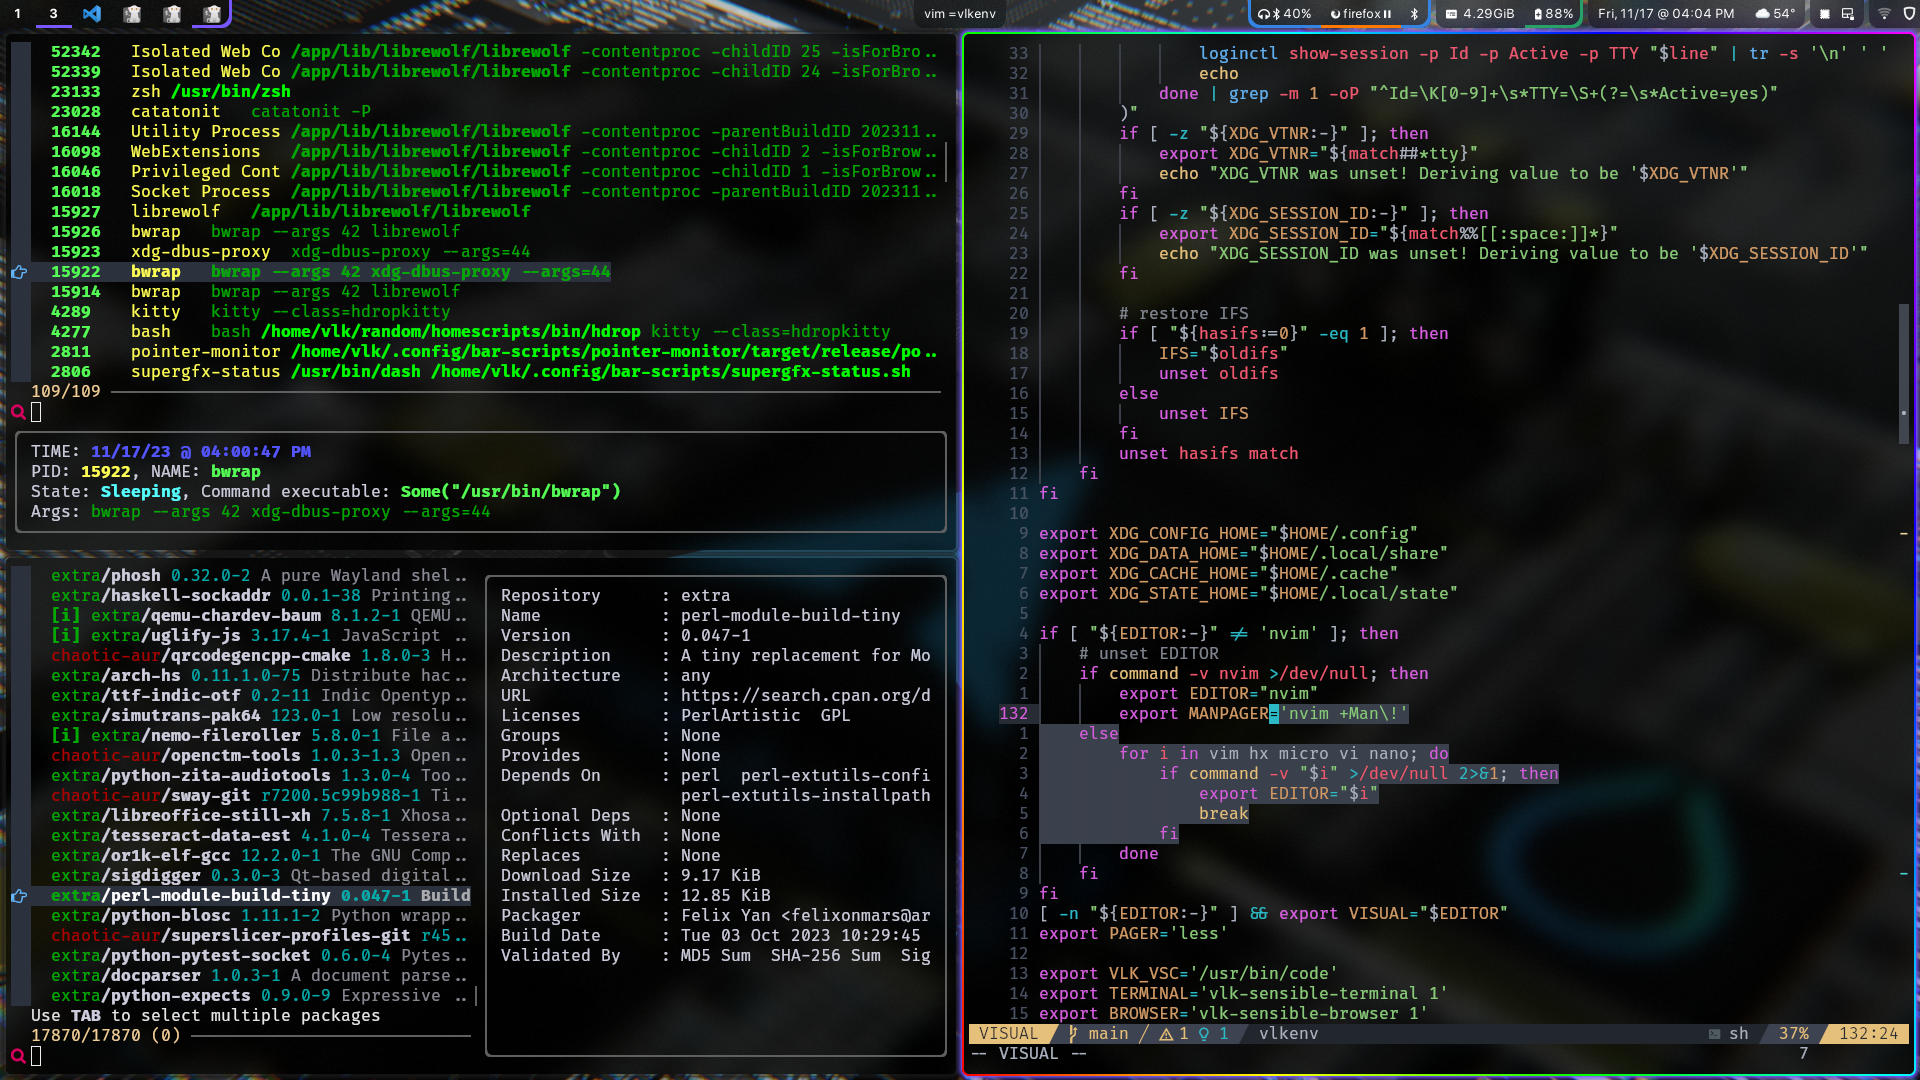 1 3 vim =vlkenv 40% firefox 4.29GiB 88% Fri, 11/17 @ 04:04 PM 54°
52342 Isolated Web Co /app/lib/librewolf/librewolf -contentproc -childID 25 -isForBro..
52339 Isolated Web Co /app/lib/librewolf/librewolf -contentproc -childID 24 -isForBro..
23133 zsh /usr/bin/zsh
23028 catatonit catatonit -P
16144 Utility Process /app/lib/librewolf/librewolf -contentproc -parentBuildID 202311..
16098 WebExtensions /app/lib/librewolf/librewolf -contentproc -childID 2 -isForBrow..
16046 Privileged Cont /app/lib/librewolf/librewolf -contentproc -childID 1 -isForBrow..
16018 Socket Process /app/lib/librewolf/librewolf -contentproc -parentBuildID 202311..
15927 librewolf /app/lib/librewolf/librewolf
15926 bwrap bwrap --args 42 librewolf
15923 xdg-dbus-proxy xdg-dbus-proxy --args=44
15922 bwrap bwrap --args 42 xdg-dbus-proxy --args=44
15914 bwrap bwrap --args 42 librewolf
4289 kitty kitty --class=hdropkitty
4277 bash bash /home/vlk/random/homescripts/bin/hdrop kitty --class=hdropkitty
2811 pointer-monitor /home/vlk/.config/bar-scripts/pointer-monitor/target/release/po..
2806 supergfx-status /usr/bin/dash /home/vlk/.config/bar-scripts/supergfx-status.sh
109/109
TIME: 11/17/23 @ 04:00:47 PM
PID: 15922, NAME: bwrap
State: Sleeping, Command executable: Some("/usr/bin/bwrap")
Args: bwrap --args 42 xdg-dbus-proxy --args=44
extra/phosh 0.32.0-2 A pure Wayland shel..
extra/haskell-sockaddr 0.0.1-38 Printing..
[i] extra/qemu-chardev-baum 8.1.2-1 QEMU..
[i] extra/uglify-js 3.17.4-1 JavaScript ..
chaotic-aur/qrcodegencpp-cmake 1.8.0-3 H..
extra/arch-hs 0.11.1.0-75 Distribute hac..
extra/ttf-indic-otf 0.2-11 Indic Opentyp..
extra/simutrans-pak64 123.0-1 Low resolu..
[i] extra/nemo-fileroller 5.8.0-1 File a..
chaotic-aur/openctm-tools 1.0.3-1.3 Open..
extra/python-zita-audiotools 1.3.0-4 Too..
chaotic-aur/sway-git r7200.5c99b988-1 Ti..
extra/libreoffice-still-xh 7.5.8-1 Xhosa..
extra/tesseract-data-est 4.1.0-4 Tessera..
extra/or1k-elf-gcc 12.2.0-1 The GNU Comp..
extra/sigdigger 0.3.0-3 Qt-based digital..
extra/perl-module-build-tiny 0.047-1 Build
extra/python-blosc 1.11.1-2 Python wrapp..
chaotic-aur/superslicer-profiles-git r45..
extra/python-pytest-socket 0.6.0-4 Pytes..
extra/docparser 1.0.3-1 A document parse..
extra/python-expects 0.9.0-9 Expressive ..
Use TAB to select multiple packages
17870/17870 (0)
Repository : extra
Name : perl-module-build-tiny
Version : 0.047-1
Description : A tiny replacement for Mo
Architecture : any
URL : https://search.cpan.org/d
Licenses : PerlArtistic GPL
Groups : None
Provides : None
Depends On : perl perl-extutils-confi
perl-extutils-installpath
Optional Deps : None
Conflicts With : None
Replaces : None
Download Size : 9.17 KiB
Installed Size : 12.85 KiB
Packager : Felix Yan <felixonmars@ar
Build Date : Tue 03 Oct 2023 10:29:45
Validated By : MD5 Sum SHA-256 Sum Sig
33 loginctl show-session -p Id -p Active -p TTY "$line" | tr -s '\n' ' '
32 echo
31 done | grep -m 1 -oP "^Id=\K[0-9]+\s*TTY=\S+(?=\s*Active=yes)"
30 )"
29 if [ -z "${XDG_VTNR:-}" ]; then
28 export XDG_VTNR="${match##*tty}"
27 echo "XDG_VTNR was unset! Deriving value to be '$XDG_VTNR'"
26 fi
25 if [ -z "${XDG_SESSION_ID:-}" ]; then
24 export XDG_SESSION_ID="${match%%[[:space:]]*}"
23 echo "XDG_SESSION_ID was unset! Deriving value to be '$XDG_SESSION_ID'"
22 fi
21
20 # restore IFS
19 if [ "${hasifs:=0}" -eq 1 ]; then
18 IFS="$oldifs"
17 unset oldifs
16 else
15 unset IFS
14 fi
13 unset hasifs match
12 fi
11 fi
10
9 export XDG_CONFIG_HOME="$HOME/.config"
8 export XDG_DATA_HOME="$HOME/.local/share"
7 export XDG_CACHE_HOME="$HOME/.cache"
6 export XDG_STATE_HOME="$HOME/.local/state"
5
4 if [ "${EDITOR:-}" != 'nvim' ]; then
3 # unset EDITOR
2 if command -v nvim >/dev/null; then
1 export EDITOR="nvim"
132 export MANPAGER='nvim +Man\!'
1 else
2 for i in vim hx micro vi nano; do
3 if command -v "$i" >/dev/null 2>&1; then
4 export EDITOR="$i"
5 break
6 fi
7 done
8 fi
9 fi
10 [ -n "${EDITOR:-}" ] && export VISUAL="$EDITOR"
11 export PAGER='less'
12
13 export VLK_VSC='/usr/bin/code'
14 export TERMINAL='vlk-sensible-terminal 1'
15 export BROWSER='vlk-sensible-browser 1'
VISUAL main 1 1 vlkenv sh 37% 132:24
-- VISUAL -- 7